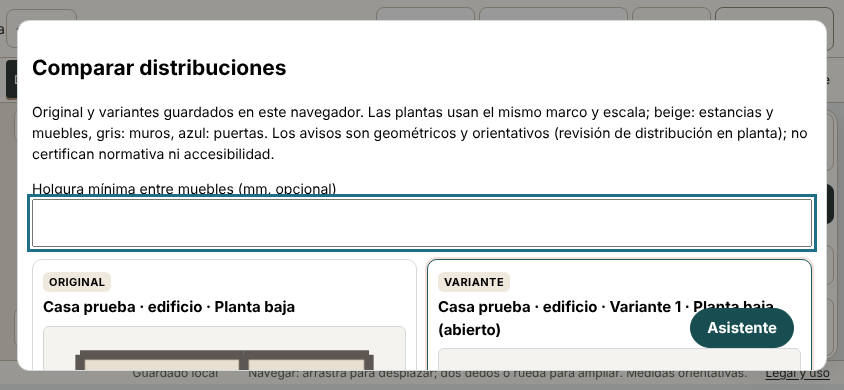 Comparar distribuciones
Original y variantes guardados en este navegador. Las plantas usan el mismo marco y escala; beige: estancias y
muebles, gris: muros, azul: puertas. Los avisos son geométricos y orientativos (revisión de distribución en planta); no
certifican normativa ni accesibilidad.
Holgura mínima entre muebles (mm, opcional)
ORIGINAL
Casa prueba · edificio · Planta baja
VARIANTE
Casa prueba · edificio · Variante 1 · Planta baja
(abierto)
Asistente
Guardado local
Navegar: arrastra para desplazar; dos dedos o rueda para ampliar. Medidas orientativas.
Legal y uso